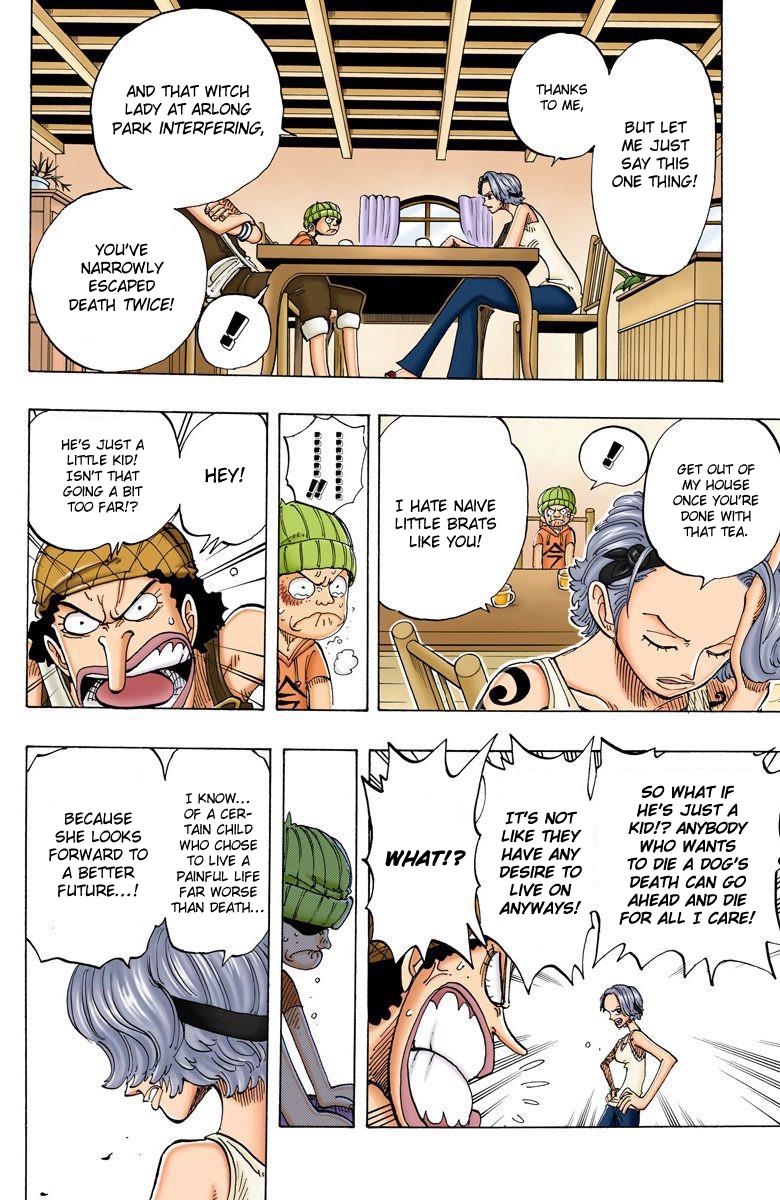 BUT LET
ME JUST
SAY THIS
ONE THING!
THANKS
TO ME,
AND THAT WITCH
LADY AT ARLONG
PARK INTERFERING,
YOU'VE
NARROWLY
ESCAPED
DEATH TWICE!
!
GET OUT OF
MY HOUSE
ONCE YOU'RE
DONE WITH
THAT TEA.
!
I HATE NAIVE
LITTLE BRATS
LIKE YOU!
!!
HEY!
HE'S JUST A
LITTLE KID!
ISN'T THAT
GOING A BIT
TOO FAR!?
SO WHAT IF
HE'S JUST A
KID!? ANYBODY
WHO WANTS
TO DIE A DOG'S
DEATH CAN GO
AHEAD AND DIE
FOR ALL I CARE!
IT'S NOT
LIKE THEY
HAVE ANY
DESIRE TO
LIVE ON
ANYWAYS!
WHAT!?
I KNOW...
OF A CER-
TAIN CHILD
WHO CHOSE
TO LIVE A
PAINFUL LIFE
FAR WORSE
THAN DEATH...
BECAUSE
SHE LOOKS
FORWARD TO
A BETTER
FUTURE...!